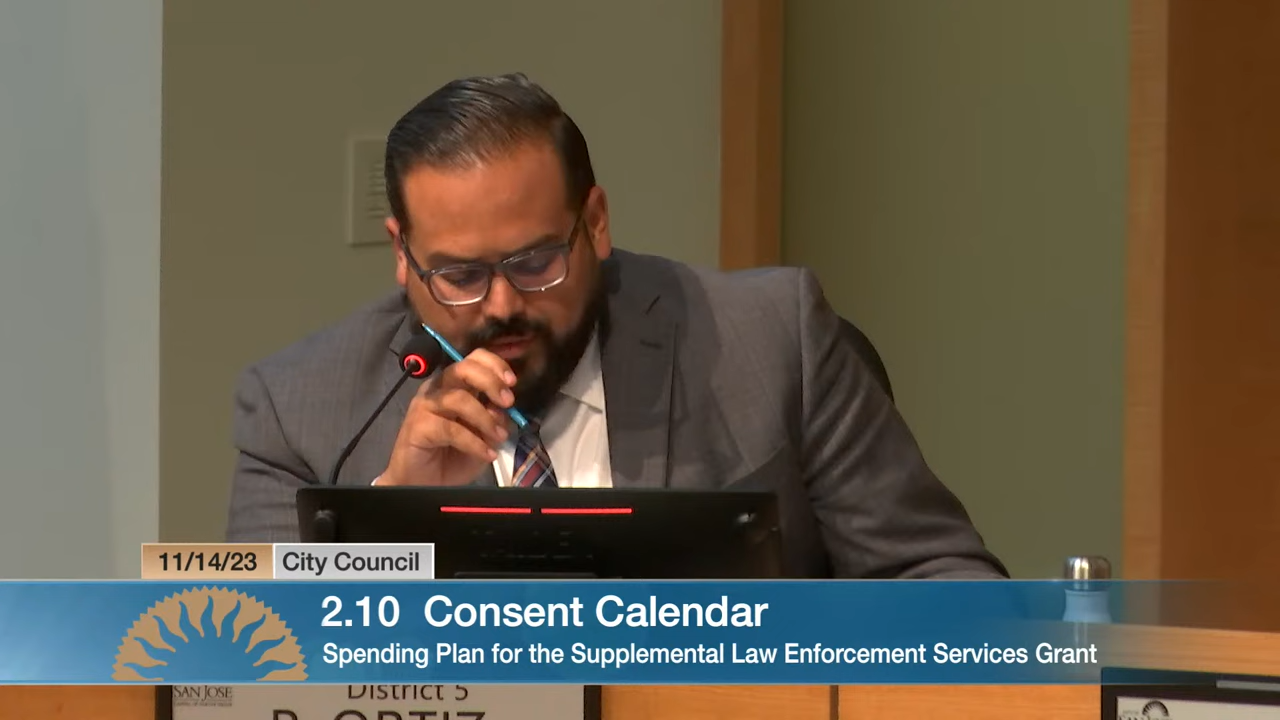 11/14/23 City Council
2.10 Consent Calendar
Spending Plan for the Supplemental Law Enforcement Services Grant
SAN JOSE
District 5
ORTIZ